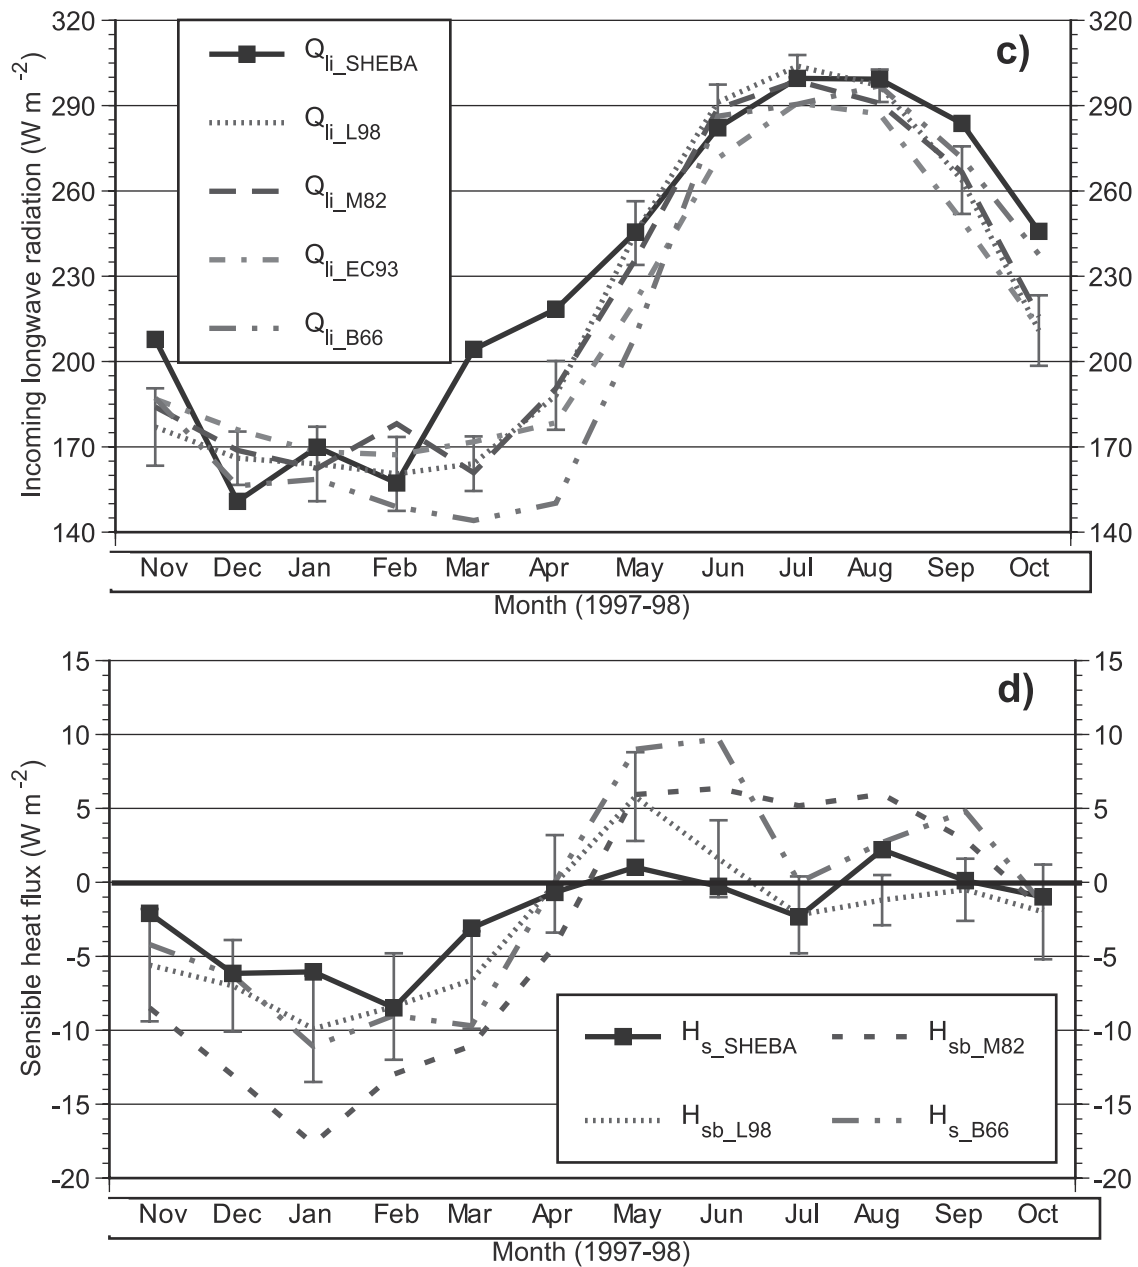 c)
Incoming longwave radiation (W m⁻²)
320 320
290 290
260 260
230 230
200 200
170 170
140 140
Q li_SHEBA
Q li_L98
Q li_M82
Q li_EC93
Q li_B66
Nov Dec Jan Feb Mar Apr May Jun Jul Aug Sep Oct
Month (1997-98)
d)
Sensible heat flux (W m⁻²)
15 15
10 10
5 5
0 0
-5 -5
-10 -10
-15 -15
-20 -20
H s_SHEBA H sb_M82
H sb_L98 H s_B66
Nov Dec Jan Feb Mar Apr May Jun Jul Aug Sep Oct
Month (1997-98)